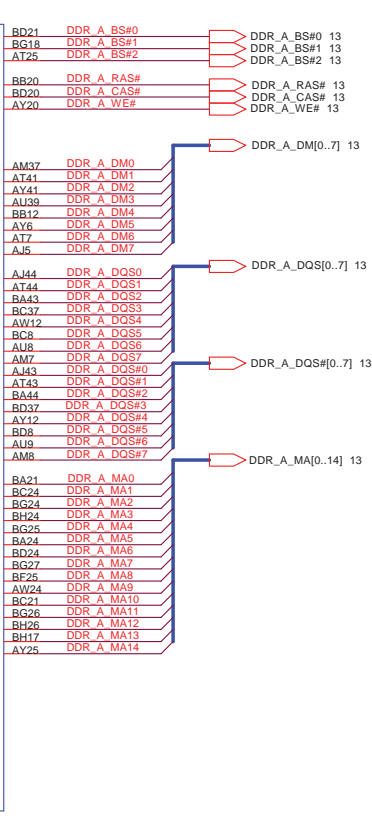 BD21 DDR_A_BS#0 DDR_A_BS#0 13
BG18 DDR_A_BS#1 DDR_A_BS#1 13
AT25 DDR_A_BS#2 DDR_A_BS#2 13
BB20 DDR_A_RAS# DDR_A_RAS# 13
BD20 DDR_A_CAS# DDR_A_CAS# 13
AY20 DDR_A_WE# DDR_A_WE# 13
DDR_A_DM[0..7] 13
AM37 DDR_A_DM0
AT41 DDR_A_DM1
AY41 DDR_A_DM2
AU39 DDR_A_DM3
BB12 DDR_A_DM4
AY6 DDR_A_DM5
AT7 DDR_A_DM6
AJ5 DDR_A_DM7
DDR_A_DQS[0..7] 13
AJ44 DDR_A_DQS0
AT44 DDR_A_DQS1
BA43 DDR_A_DQS2
BC37 DDR_A_DQS3
AW12 DDR_A_DQS4
BC8 DDR_A_DQS5
AU8 DDR_A_DQS6
AM7 DDR_A_DQS7
DDR_A_DQS#[0..7] 13
AJ43 DDR_A_DQS#0
AT43 DDR_A_DQS#1
BA44 DDR_A_DQS#2
BD37 DDR_A_DQS#3
AY12 DDR_A_DQS#4
BD8 DDR_A_DQS#5
AU9 DDR_A_DQS#6
AM8 DDR_A_DQS#7
DDR_A_MA[0..14] 13
BA21 DDR_A_MA0
BC24 DDR_A_MA1
BG24 DDR_A_MA2
BH24 DDR_A_MA3
BG25 DDR_A_MA4
BA24 DDR_A_MA5
BD24 DDR_A_MA6
BG27 DDR_A_MA7
BF25 DDR_A_MA8
AW24 DDR_A_MA9
BC21 DDR_A_MA10
BG26 DDR_A_MA11
BH26 DDR_A_MA12
BH17 DDR_A_MA13
AY25 DDR_A_MA14